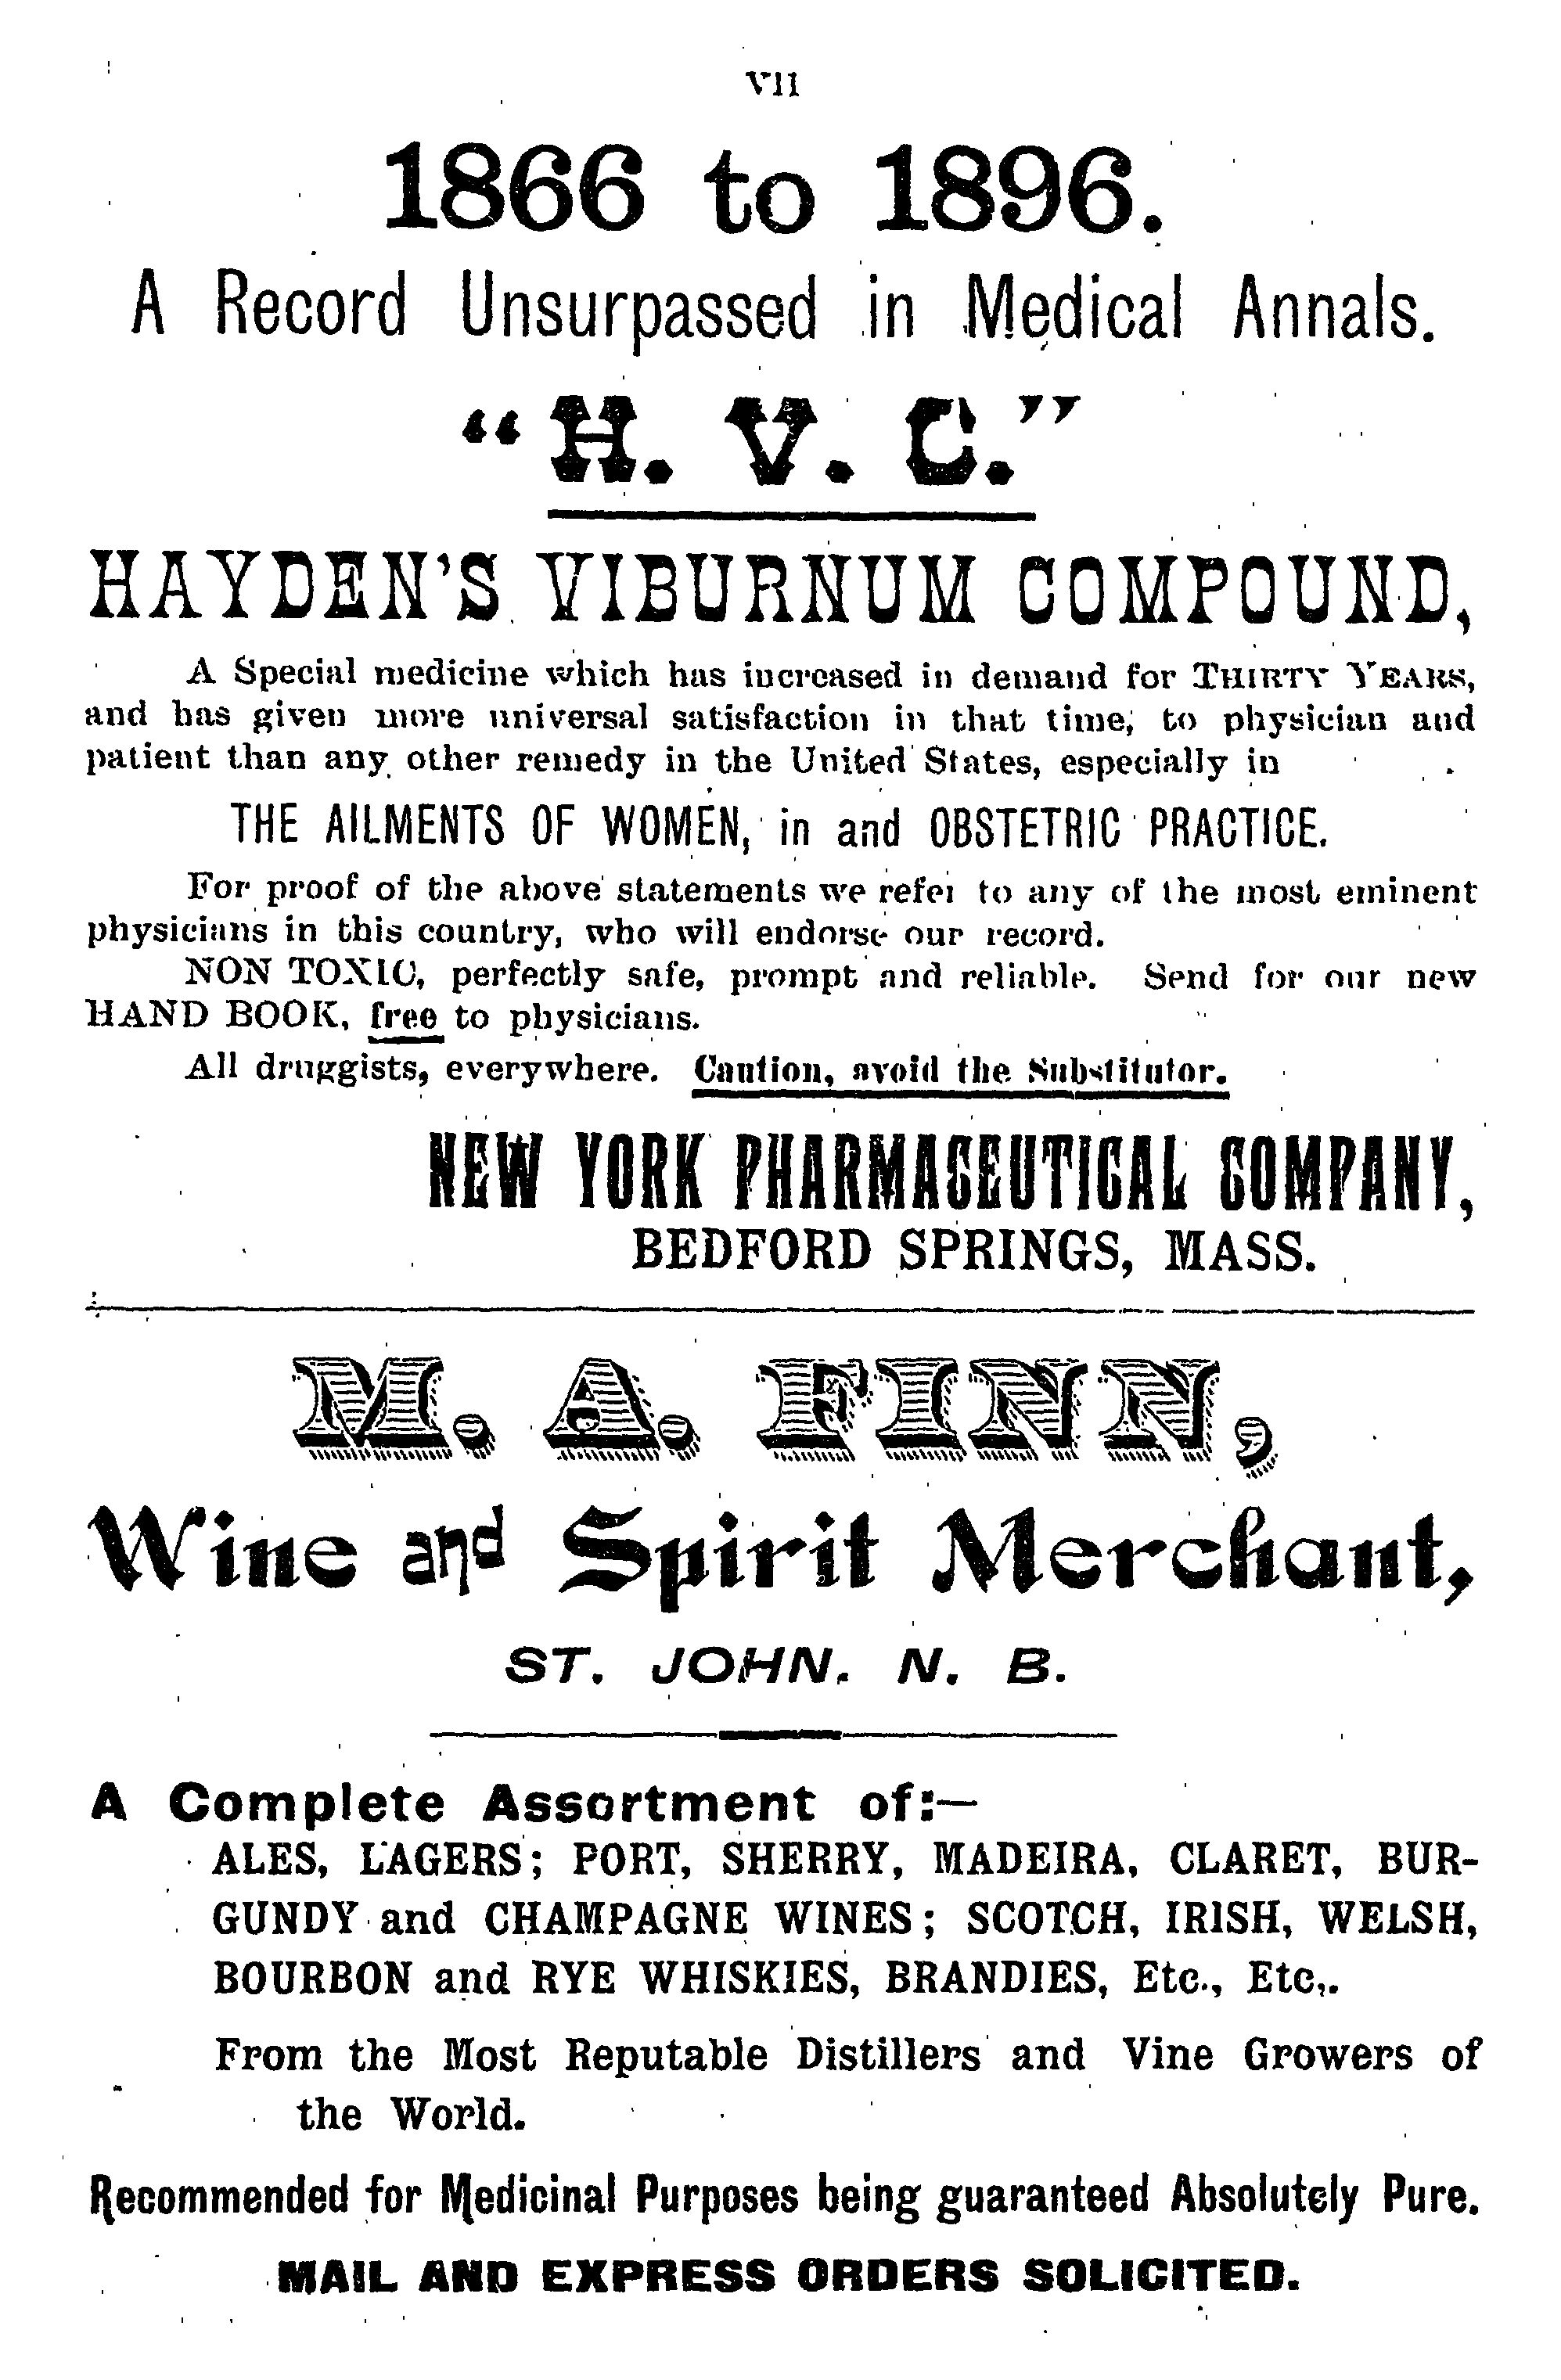 vii
1866 to 1896.
A Record Unsurpassed in Medical Annals.
“H. V. C.”
HAYDEN'S VIBURNUM COMPOUND,
A Special medicine which has increased in demand for THIRTY YEARS,
and has given more universal satisfaction in that time, to physician and
patient than any other remedy in the United States, especially in
THE AILMENTS OF WOMEN, in and OBSTETRIC PRACTICE.
For proof of the above statements we refer to any of the most eminent
physicians in this country, who will endorse our record.
NON TOXIC, perfectly safe, prompt and reliable. Send for our new
HAND BOOK, free to physicians.
All druggists, everywhere. Caution, avoid the Substitutor.
NEW YORK PHARMACEUTICAL COMPANY,
BEDFORD SPRINGS, MASS.
M. A. FINN,
Wine and Spirit Merchant,
ST. JOHN. N. B.
A Complete Assortment of:—
ALES, LAGERS; PORT, SHERRY, MADEIRA, CLARET, BUR-
GUNDY and CHAMPAGNE WINES; SCOTCH, IRISH, WELSH,
BOURBON and RYE WHISKIES, BRANDIES, Etc., Etc,.
From the Most Reputable Distillers and Vine Growers of
the World.
Recommended for Medicinal Purposes being guaranteed Absolutely Pure.
MAIL AND EXPRESS ORDERS SOLICITED.